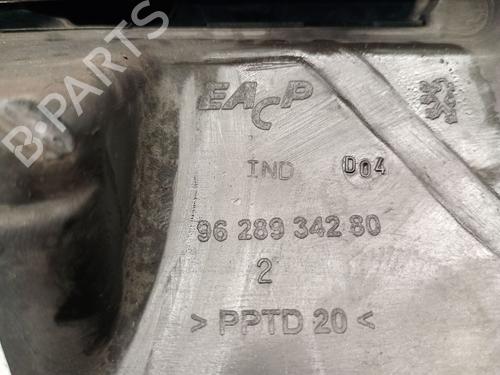 B-PARTS
EACP
IND D04
96 289 342 80
2
> PPTD 20 <